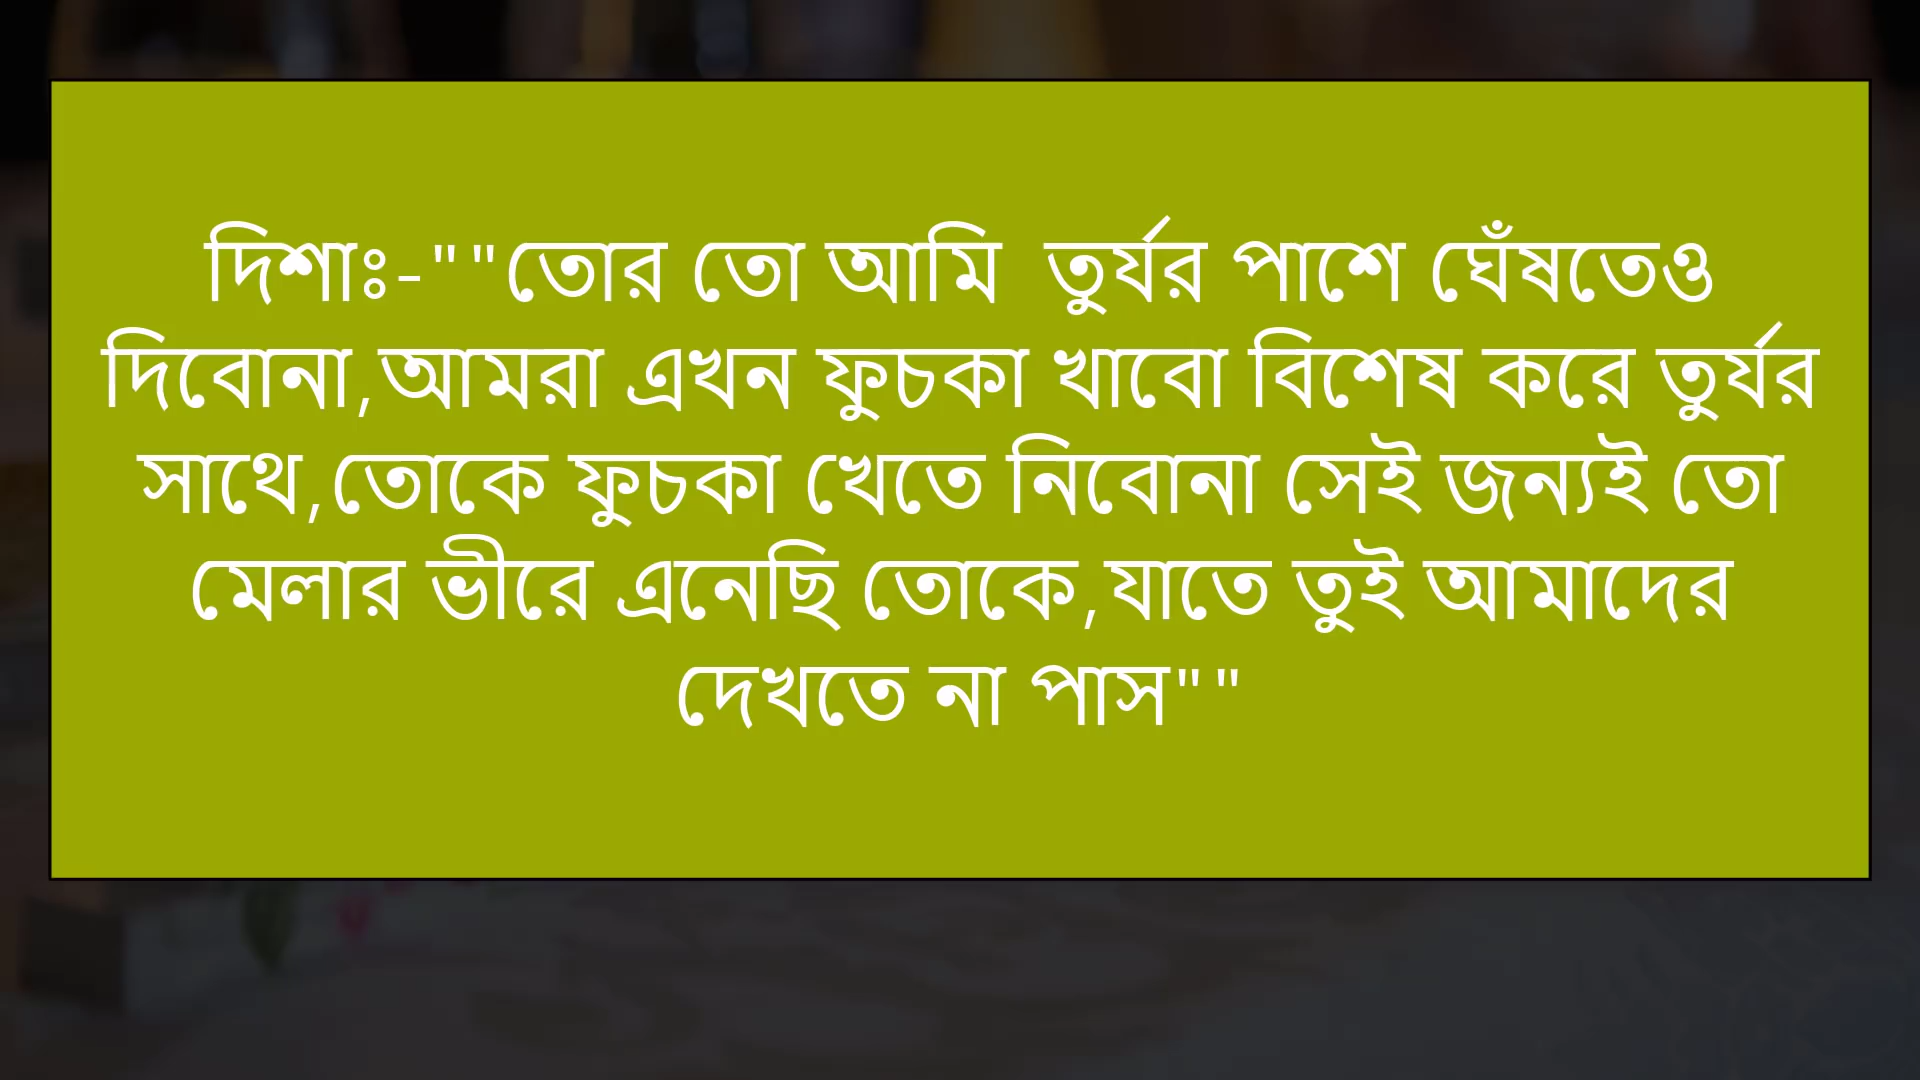 দিশাঃ-""তোর তো আমি  তুর্যর পাশে ঘেঁষতেও
দিবোনা,আমরা এখন ফুচকা খাবো বিশেষ করে তুর্যর
সাথে,তোকে ফুচকা খেতে নিবোনা সেই জন্যই তো
মেলার ভীরে এনেছি তোকে,যাতে তুই আমাদের
দেখতে না পাস""